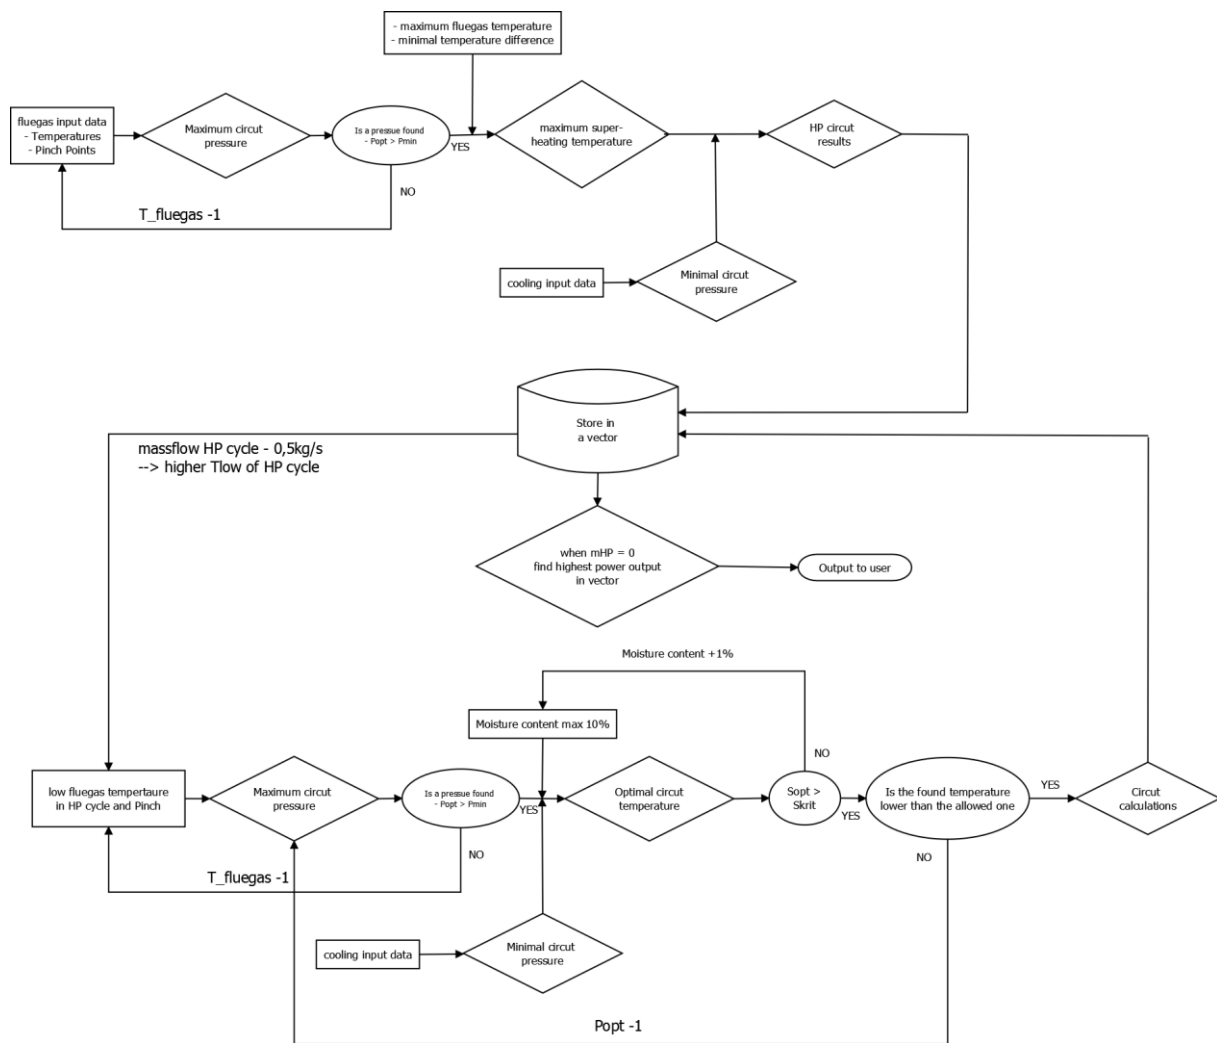 - maximum fluegas temperature
- minimal temperature difference
fluegas input data
- Temperatures
- Pinch Points
Maximum circut
pressure
Is a pressue found
- Popt > Pmin
YES
maximum super-
heating temperature
HP circut
results
NO
T_fluegas -1
cooling input data
Minimal circut
pressure
Store in
a vector
massflow HP cycle - 0,5kg/s
--> higher Tlow of HP cycle
when mHP = 0
find highest power output
in vector
Output to user
Moisture content +1%
Moisture content max 10%
low fluegas tempertaure
in HP cycle and Pinch
Maximum circut
pressure
Is a pressue found
- Popt > Pmin
YES
Optimal circut
temperature
NO
Sopt >
Skrit
YES
Is the found temperature
lower than the allowed one
YES
Circut
calculations
NO
NO
T_fluegas -1
cooling input data
Minimal circut
pressure
Popt -1